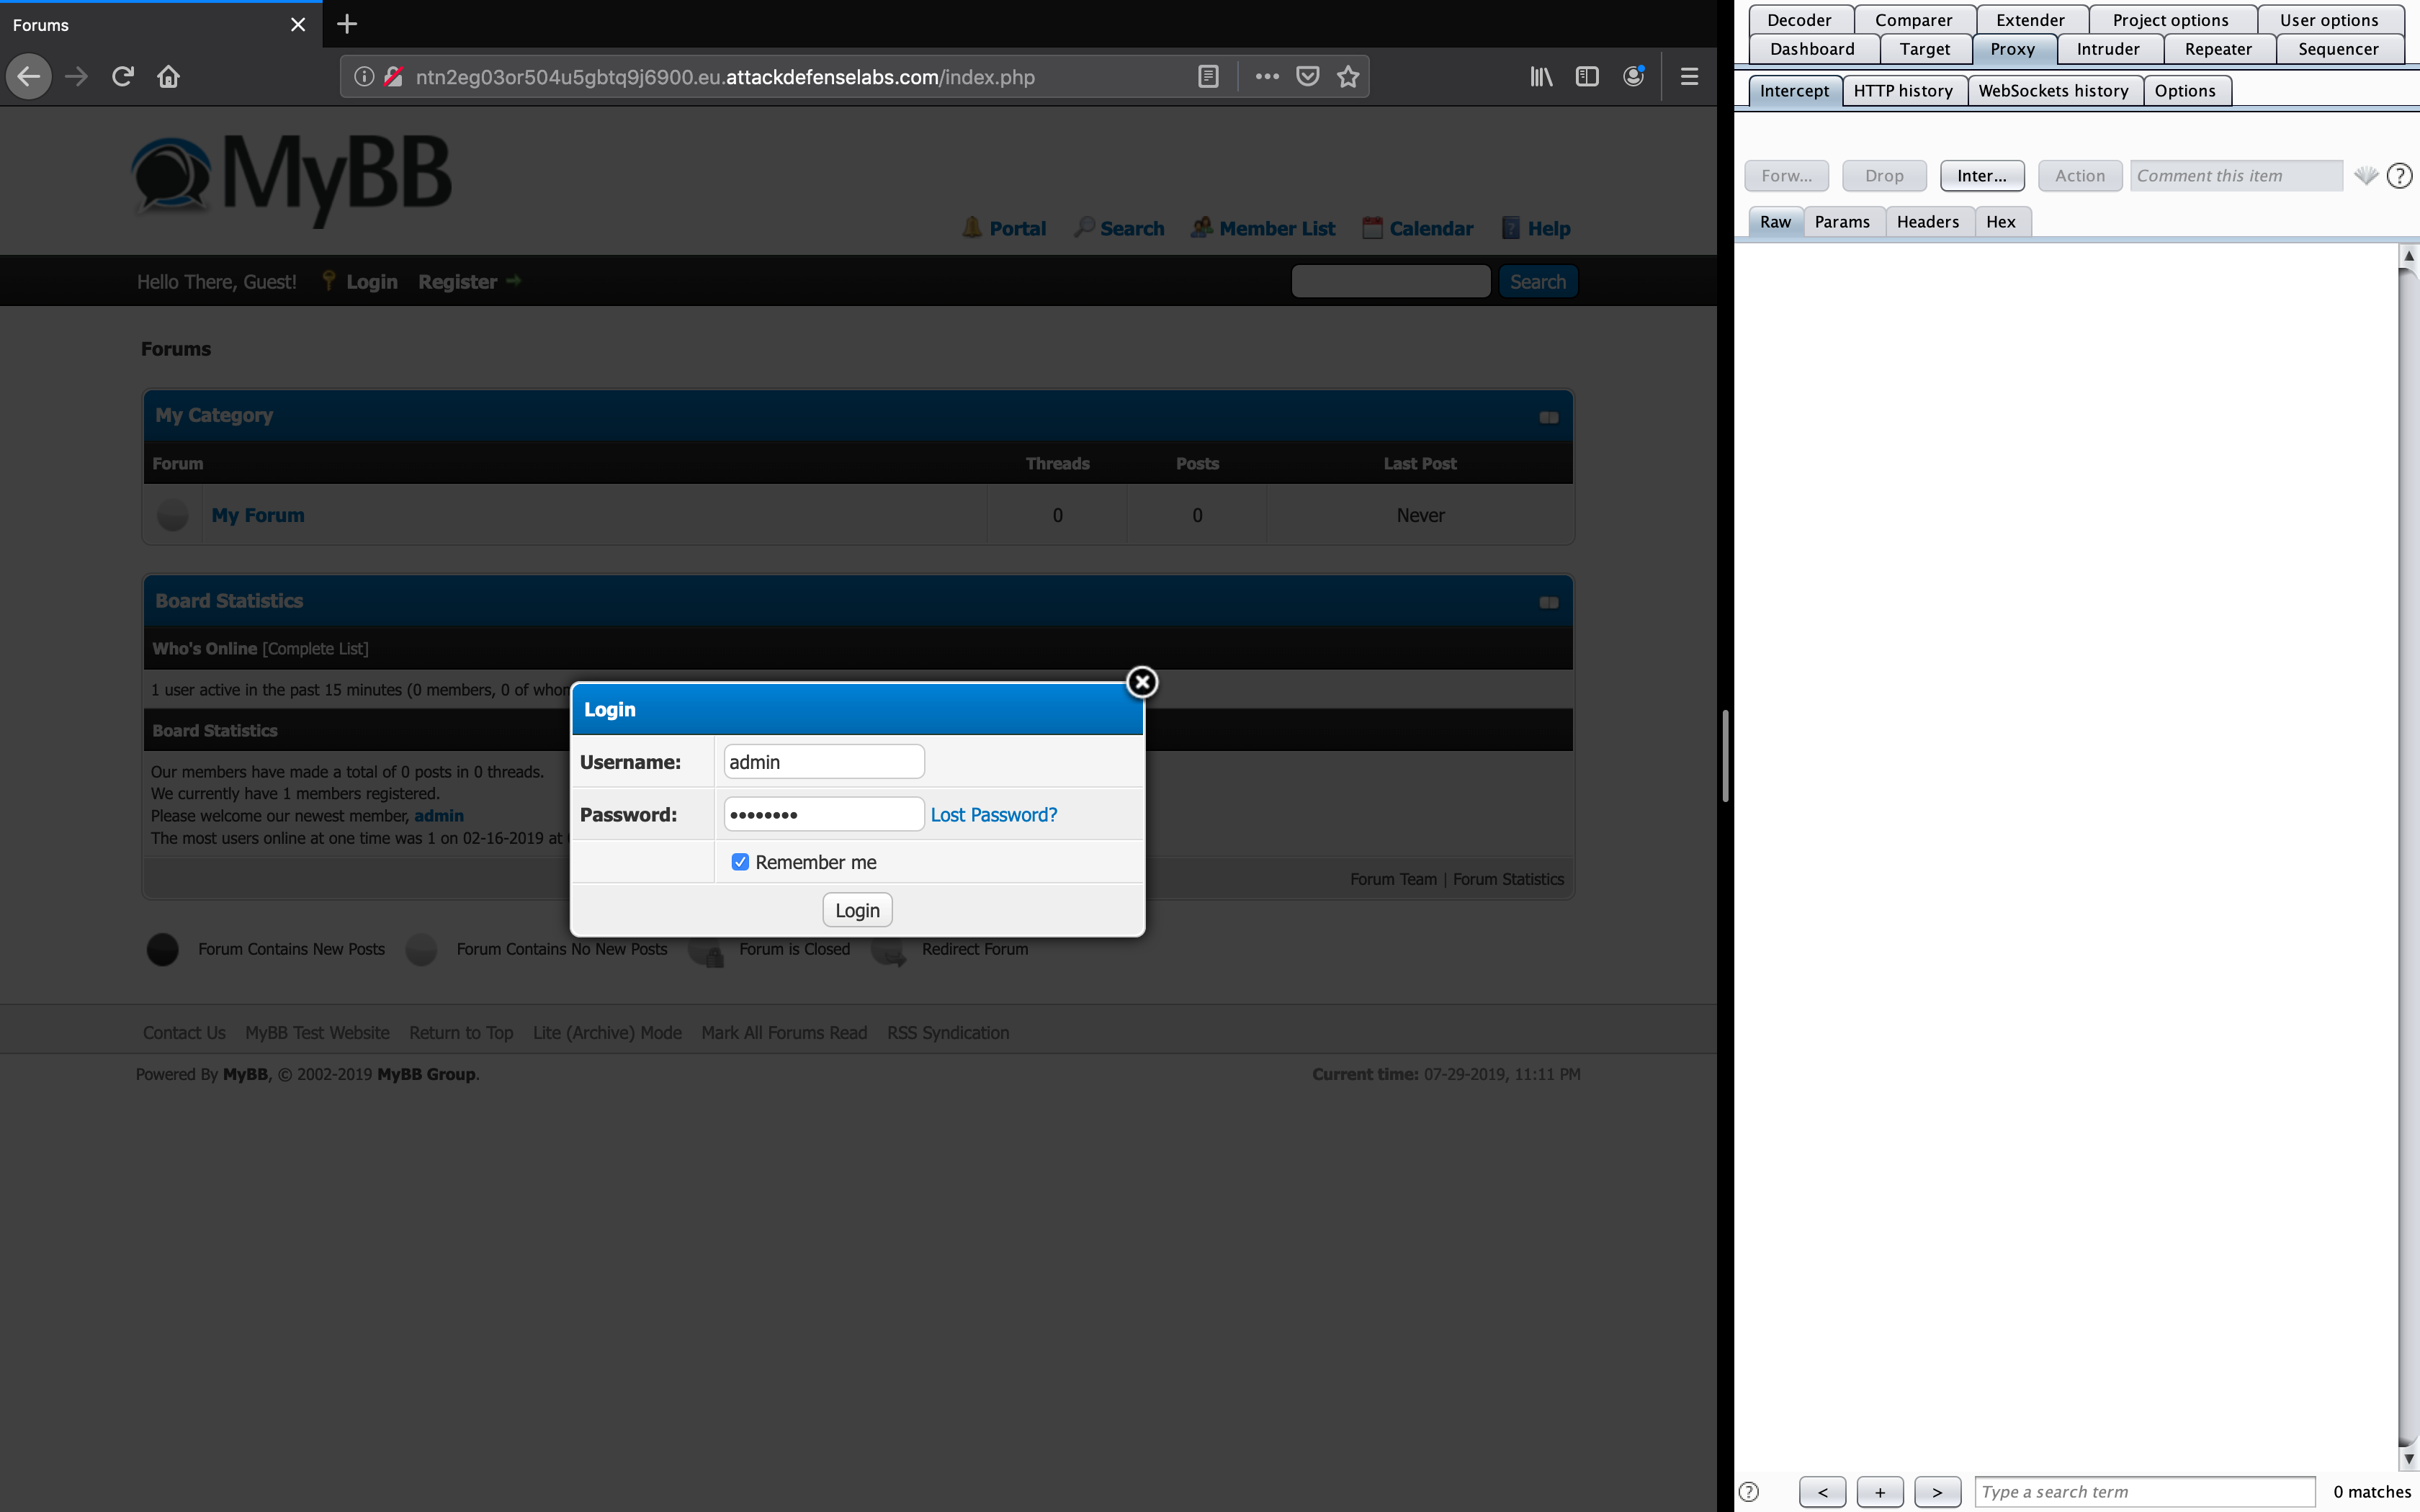 Forums
ntn2eg03or504u5gbtq9j6900.eu.attackdefenselabs.com/index.php
MyBB
Portal Search Member List Calendar Help
Hello There, Guest! Login Register
Search
Forums
My Category
Forum Threads Posts Last Post
My Forum 0 0 Never
Board Statistics
Who's Online [Complete List]
1 user active in the past 15 minutes (0 members, 0 of
Board Statistics
Our members have made a total of 0 posts in 0 threads.
We currently have 1 members registered.
Please welcome our newest member, admin
The most users online at one time was 1 on 02-16-2019 at
Forum Team | Forum Statistics
Login
Username: admin
Password: •••••••• Lost Password?
Remember me
Login
Forum Contains New Posts Forum Contains No New Posts Forum is Closed Redirect Forum
Contact Us MyBB Test Website Return to Top Lite (Archive) Mode Mark All Forums Read RSS Syndication
Powered By MyBB, © 2002-2019 MyBB Group.
Current time: 07-29-2019, 11:11 PM
Decoder Comparer Extender Project options User options
Dashboard Target Proxy Intruder Repeater Sequencer
Intercept HTTP history WebSockets history Options
Forw... Drop Inter... Action Comment this item ?
Raw Params Headers Hex
? < + > Type a search term 0 matches